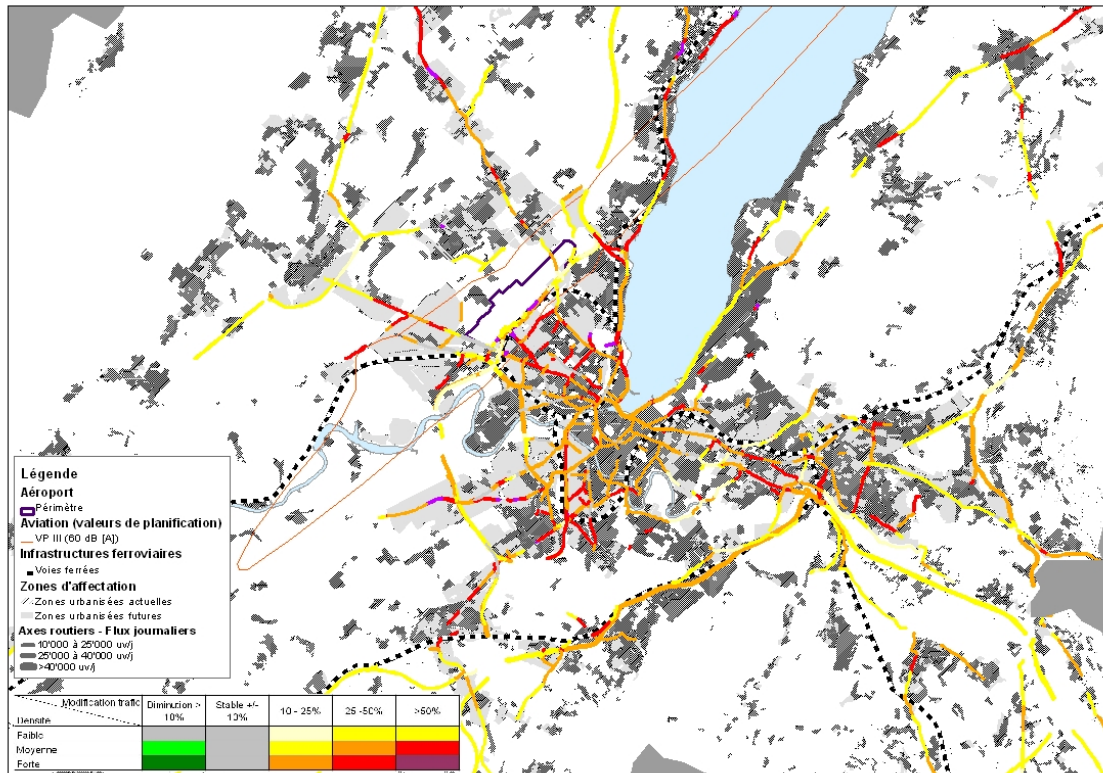 Légende
Aéroport
Périmètre
Aviation (valeurs de planification)
VP III (60 dB [A])
Infrastructures ferroviaires
Voies ferrées
Zones d'affectation
Zones urbanisées actuelles
Zones urbanisées futures
Axes routiers - Flux journaliers
10'000 à 25'000 uv/j
25'000 à 40'000 uv/j
>40'000 uv/j
Modification trafic Diminution > 10% Stable +/- 10% 10 - 25% 25 -50% >50%
Densité
Faible
Moyenne
Forte